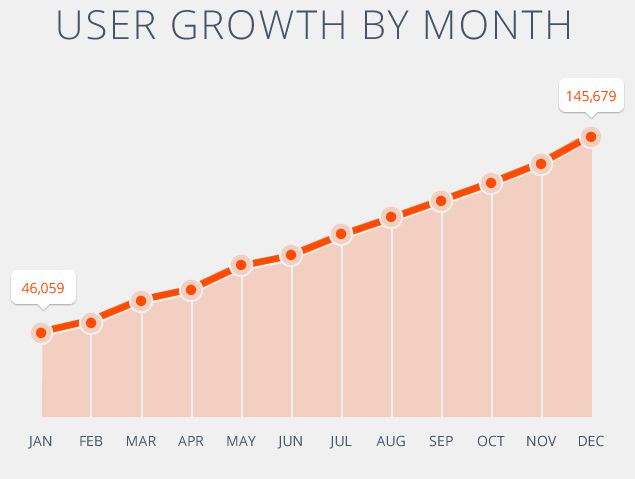 USER GROWTH BY MONTH
145,679
46,059
JAN FEB MAR APR MAY JUN JUL AUG SEP OCT NOV DEC